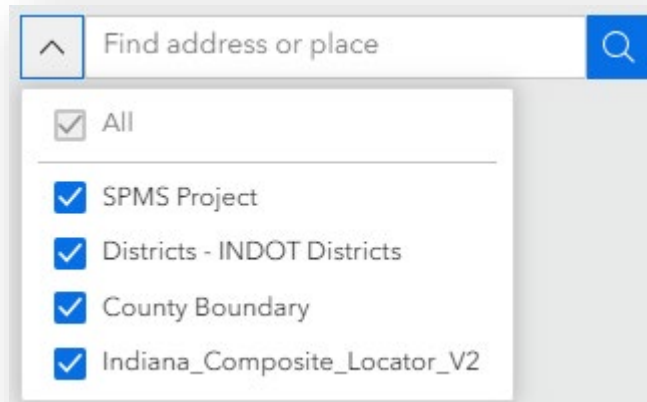 Find address or place
All
SPMS Project
Districts - INDOT Districts
County Boundary
Indiana_Composite_Locator_V2